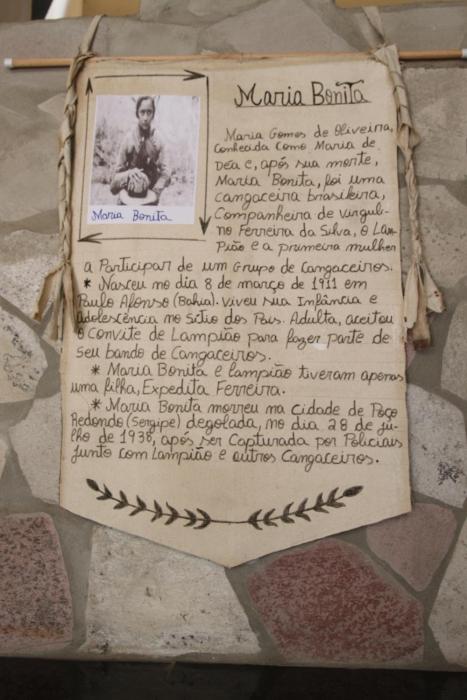 Maria Bonita
Maria Bonita
Maria Gomes de Oliveira,
conhecida como Maria de
Déa e, após sua morte,
Maria Bonita, foi uma
cangaceira brasileira,
companheira de virguli-
no Ferreira da Silva, o Lam-
pião e a primeira mulher
a Participar de um Grupo de Cangaceiros.
* Nasceu no dia 8 de março de 1911 em
Paulo Afonso (Bahia). viveu sua Infância e
adolescência no Sítio dos Pais. Adulta, aceitou
o Convite de Lampião para fazer parte de
seu bando de Cangaceiros.
* Maria Bonita e lampião tiveram apenas
uma filha, Expedita Ferreira.
* Maria Bonita morreu na cidade de Poço
Redondo (Sergipe) degolada, no dia 28 de ju-
lho de 1938, após ser Capturada por Policiais
junto com Lampião e outros Cangaceiros.